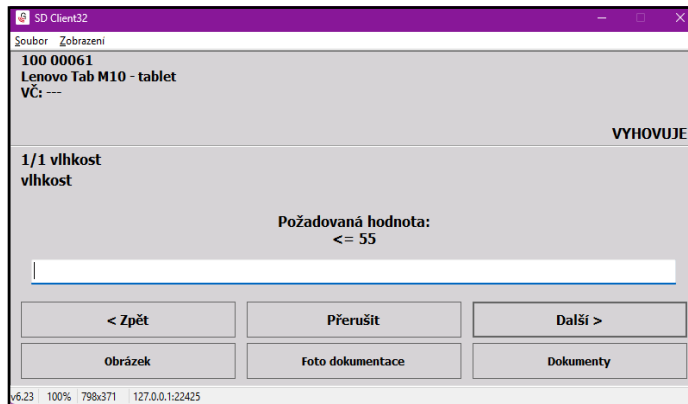 SD Client32
Soubor Zobrazení
100 00061
Lenovo Tab M10 - tablet
VČ: ---
VYHOVUJE
1/1 vlhkost
vlhkost
Požadovaná hodnota:
<= 55
< Zpět Přerušit Další >
Obrázek Foto dokumentace Dokumenty
v6.23 100% 798x371 127.0.0.1:22425